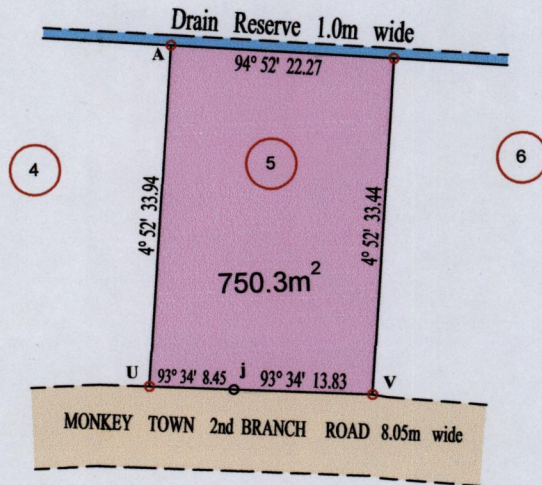 Drain Reserve 1.0m wide
A
94° 52' 22.27
4
5
6
4° 52' 33.94
4° 52' 33.44
750.3m²
U
93° 34' 8.45
j
93° 34' 13.83
V
MONKEY TOWN 2nd BRANCH ROAD 8.05m wide